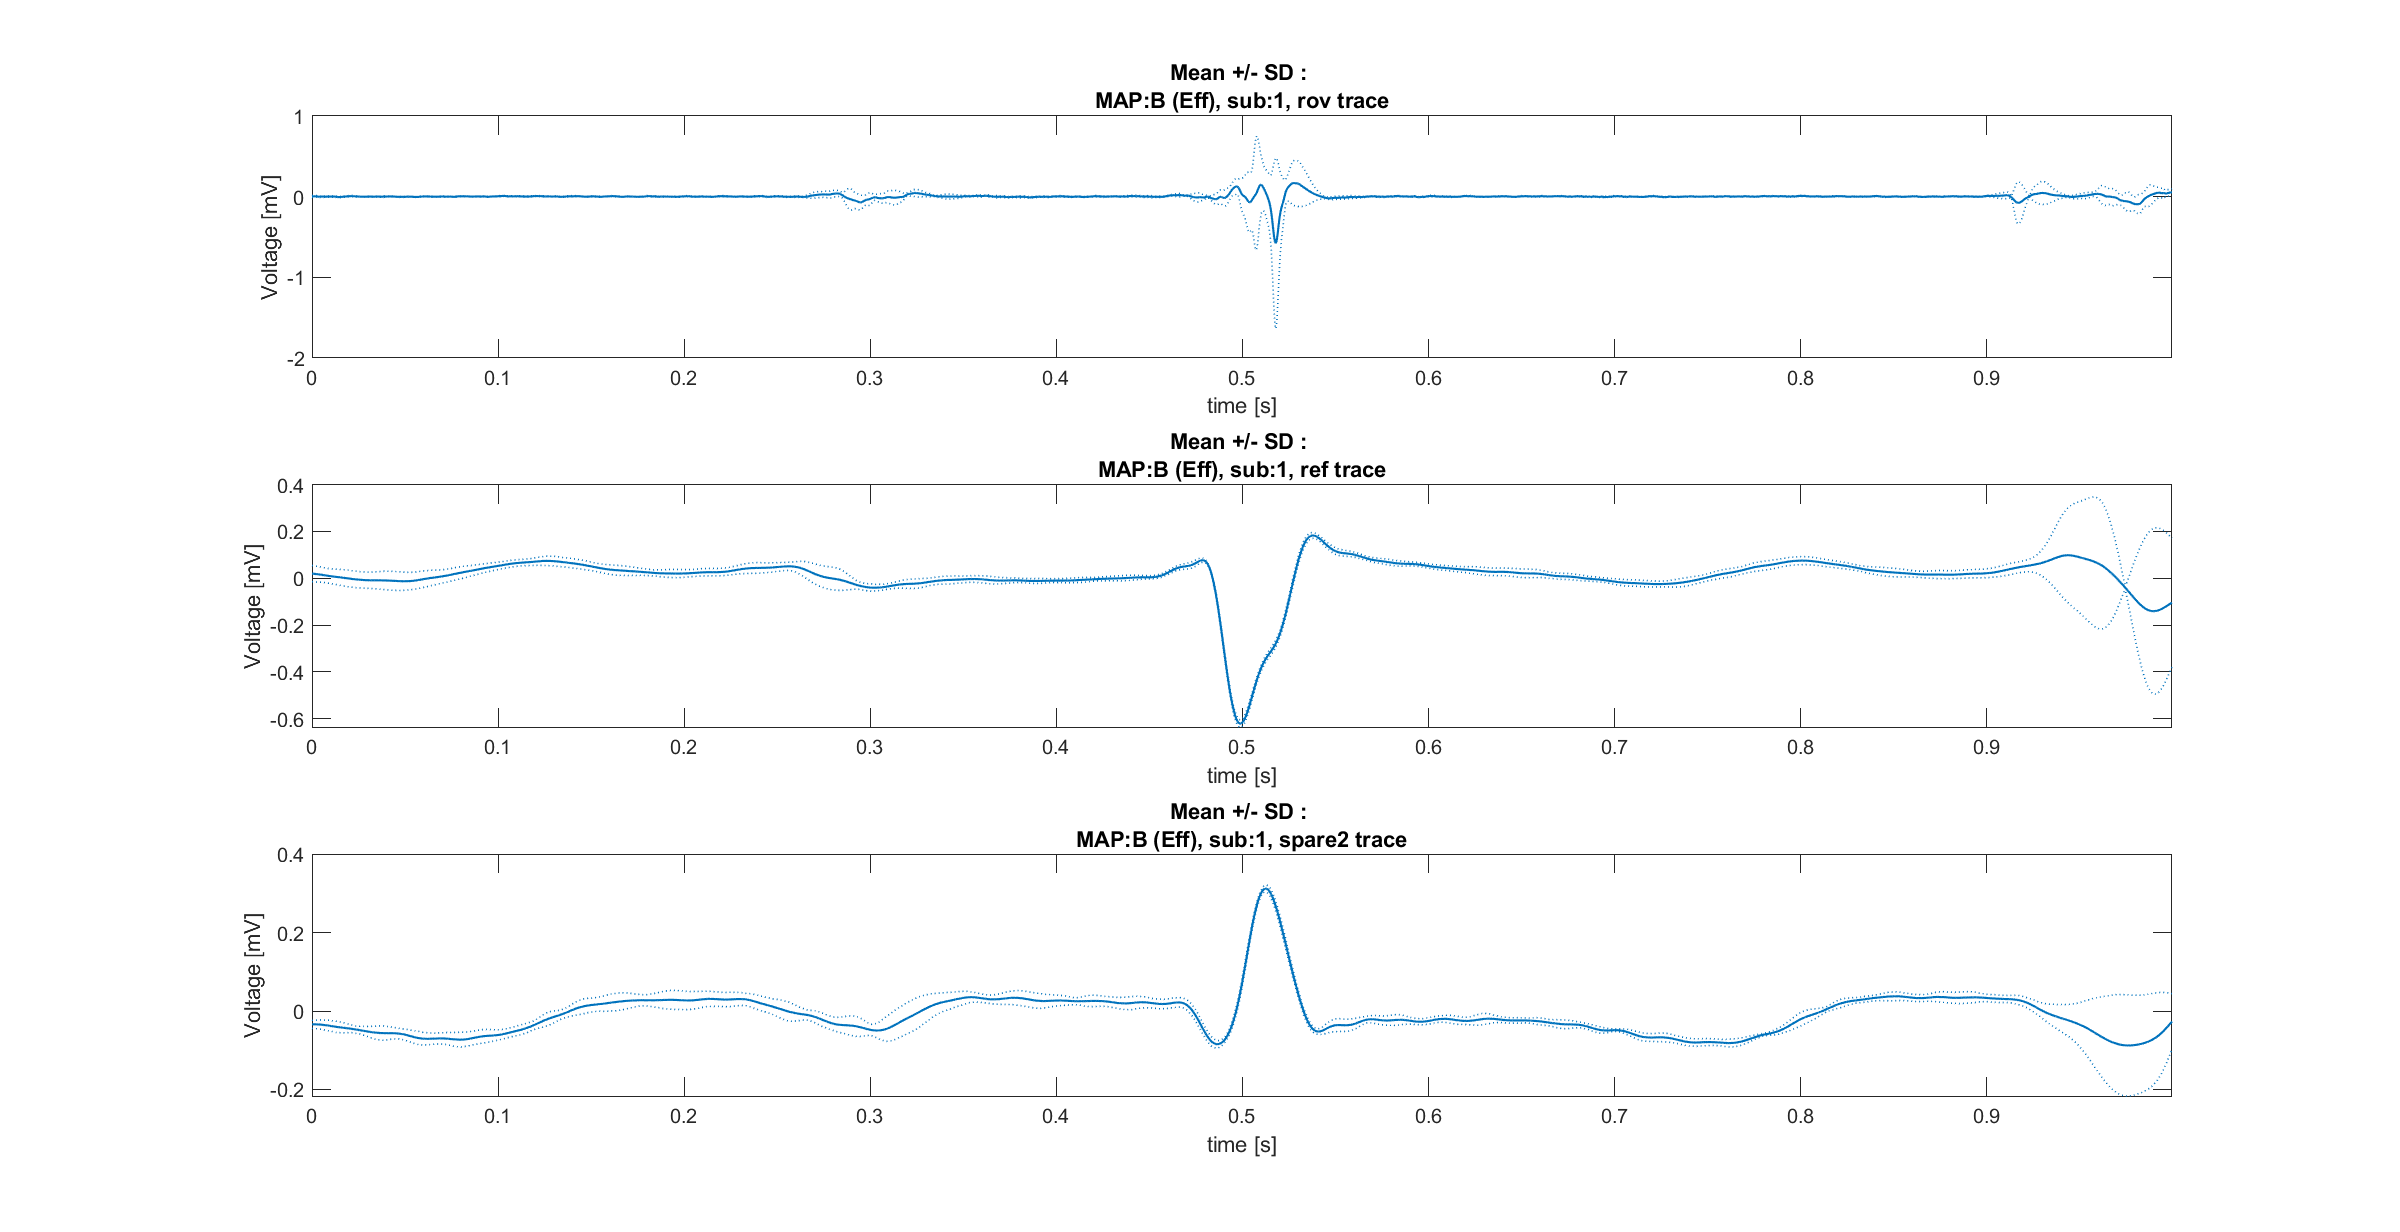 Mean +/- SD :
MAP:B (Eff), sub:1, rov trace
1
0
-1
-2
Voltage [mV]
0 0.1 0.2 0.3 0.4 0.5 0.6 0.7 0.8 0.9
time [s]
Mean +/- SD :
MAP:B (Eff), sub:1, ref trace
0.4
0.2
0
-0.2
-0.4
-0.6
Voltage [mV]
0 0.1 0.2 0.3 0.4 0.5 0.6 0.7 0.8 0.9
time [s]
Mean +/- SD :
MAP:B (Eff), sub:1, spare2 trace
0.4
0.2
0
-0.2
Voltage [mV]
0 0.1 0.2 0.3 0.4 0.5 0.6 0.7 0.8 0.9
time [s]